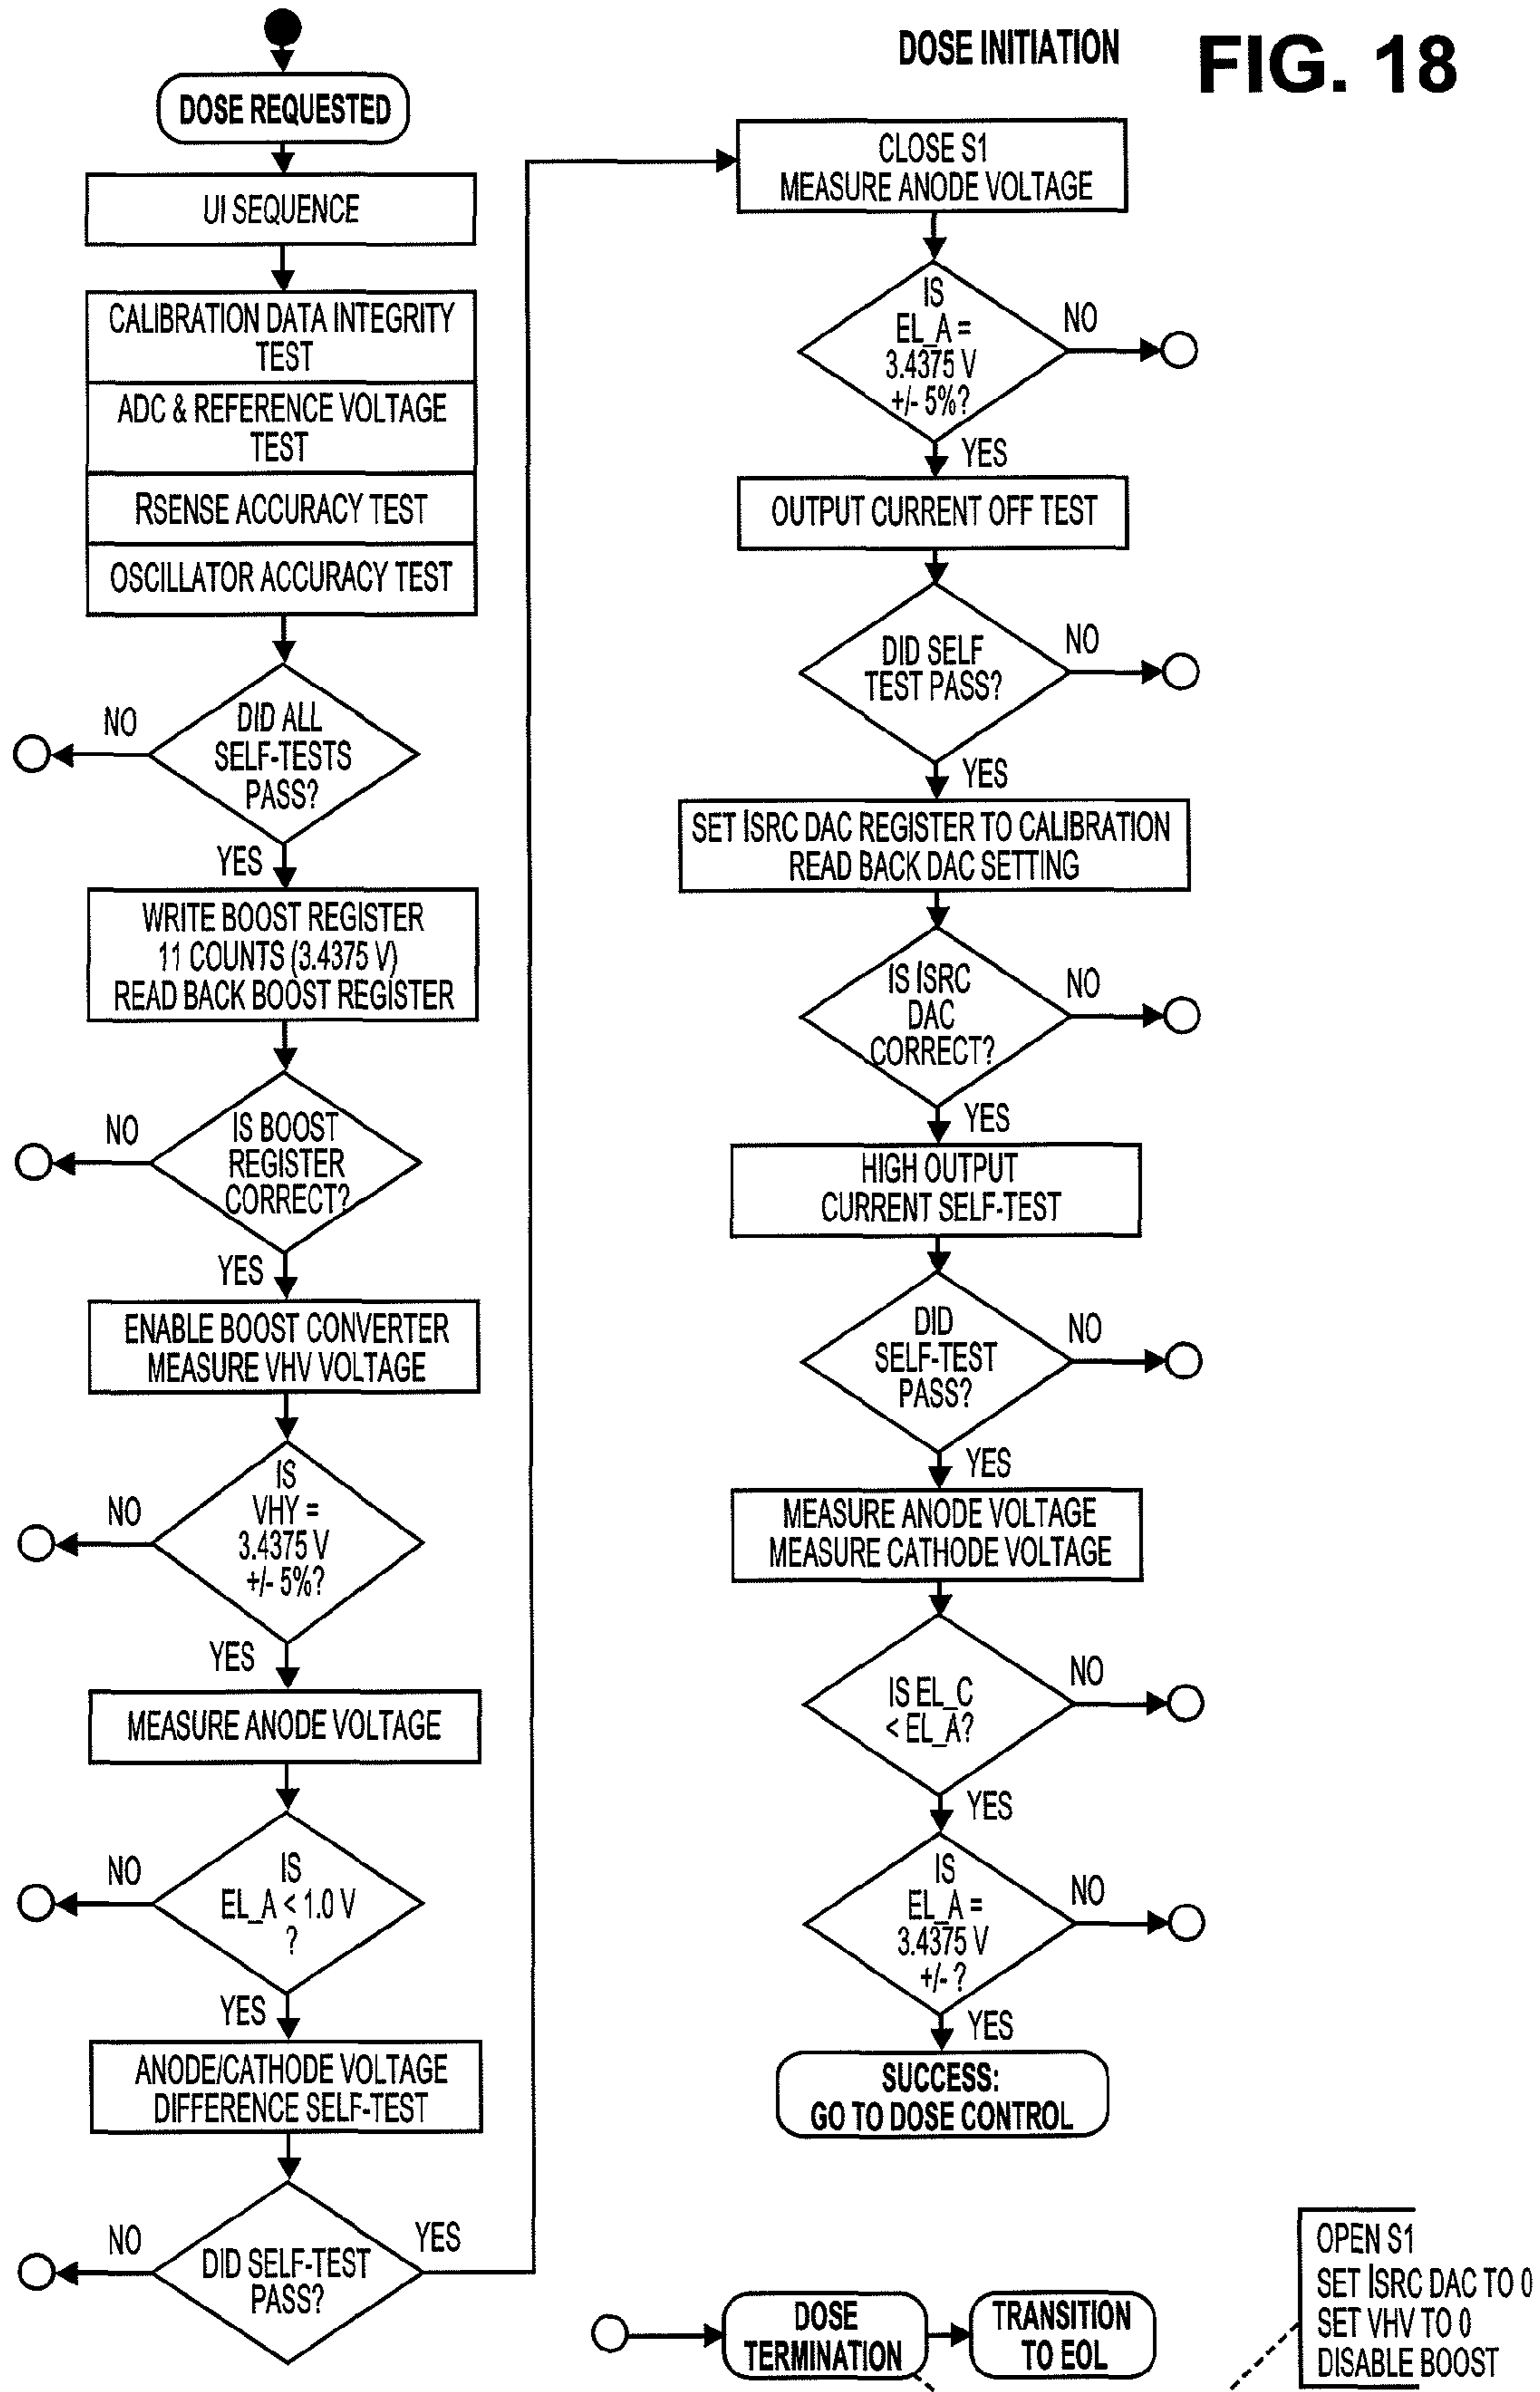 DOSE INITIATION
FIG. 18
DOSE REQUESTED
UI SEQUENCE
CALIBRATION DATA INTEGRITY
TEST
ADC & REFERENCE VOLTAGE
TEST
RSENSE ACCURACY TEST
OSCILLATOR ACCURACY TEST
DID ALL
SELF-TESTS
PASS?
NO
YES
WRITE BOOST REGISTER
11 COUNTS (3.4375 V)
READ BACK BOOST REGISTER
IS BOOST
REGISTER
CORRECT?
NO
YES
ENABLE BOOST CONVERTER
MEASURE VHV VOLTAGE
IS
VHY =
3.4375 V
+/- 5%?
NO
YES
MEASURE ANODE VOLTAGE
IS
EL_A < 1.0 V
?
NO
YES
ANODE/CATHODE VOLTAGE
DIFFERENCE SELF-TEST
DID SELF-TEST
PASS?
NO
YES
CLOSE S1
MEASURE ANODE VOLTAGE
IS
EL_A =
3.4375 V
+/- 5%?
NO
YES
OUTPUT CURRENT OFF TEST
DID SELF
TEST PASS?
NO
YES
SET ISRC DAC REGISTER TO CALIBRATION
READ BACK DAC SETTING
IS ISRC
DAC
CORRECT?
NO
YES
HIGH OUTPUT
CURRENT SELF-TEST
DID
SELF-TEST
PASS?
NO
YES
MEASURE ANODE VOLTAGE
MEASURE CATHODE VOLTAGE
IS EL_C
< EL_A?
NO
YES
IS
EL_A =
3.4375 V
+/- ?
NO
YES
SUCCESS:
GO TO DOSE CONTROL
DOSE
TERMINATION
TRANSITION
TO EOL
OPEN S1
SET ISRC DAC TO 0
SET VHV TO 0
DISABLE BOOST